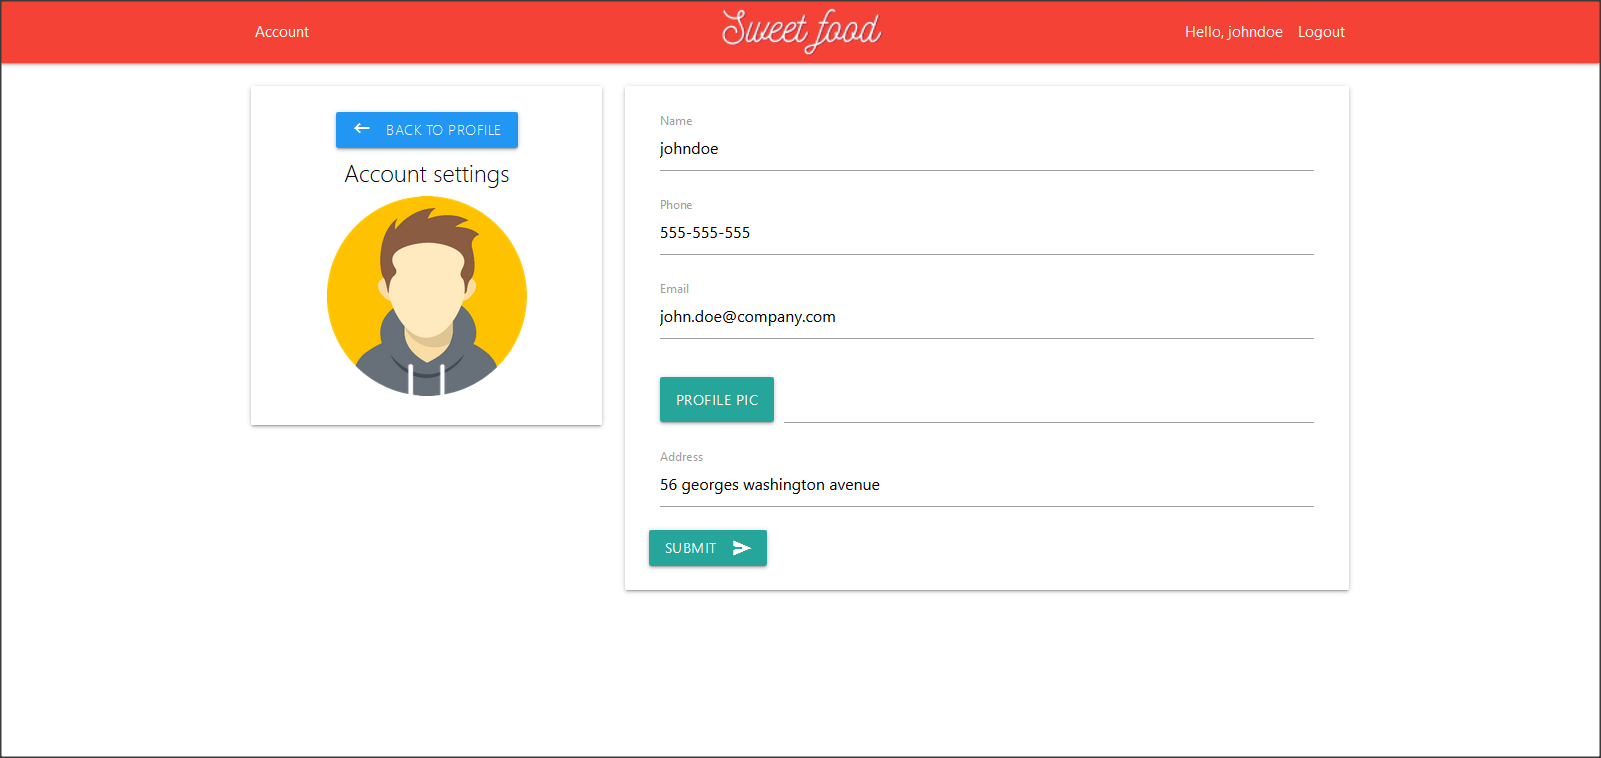 Account
Sweet food
Hello, johndoe
Logout
BACK TO PROFILE
Account settings
Name
johndoe
Phone
555-555-555
Email
john.doe@company.com
PROFILE PIC
Address
56 georges washington avenue
SUBMIT